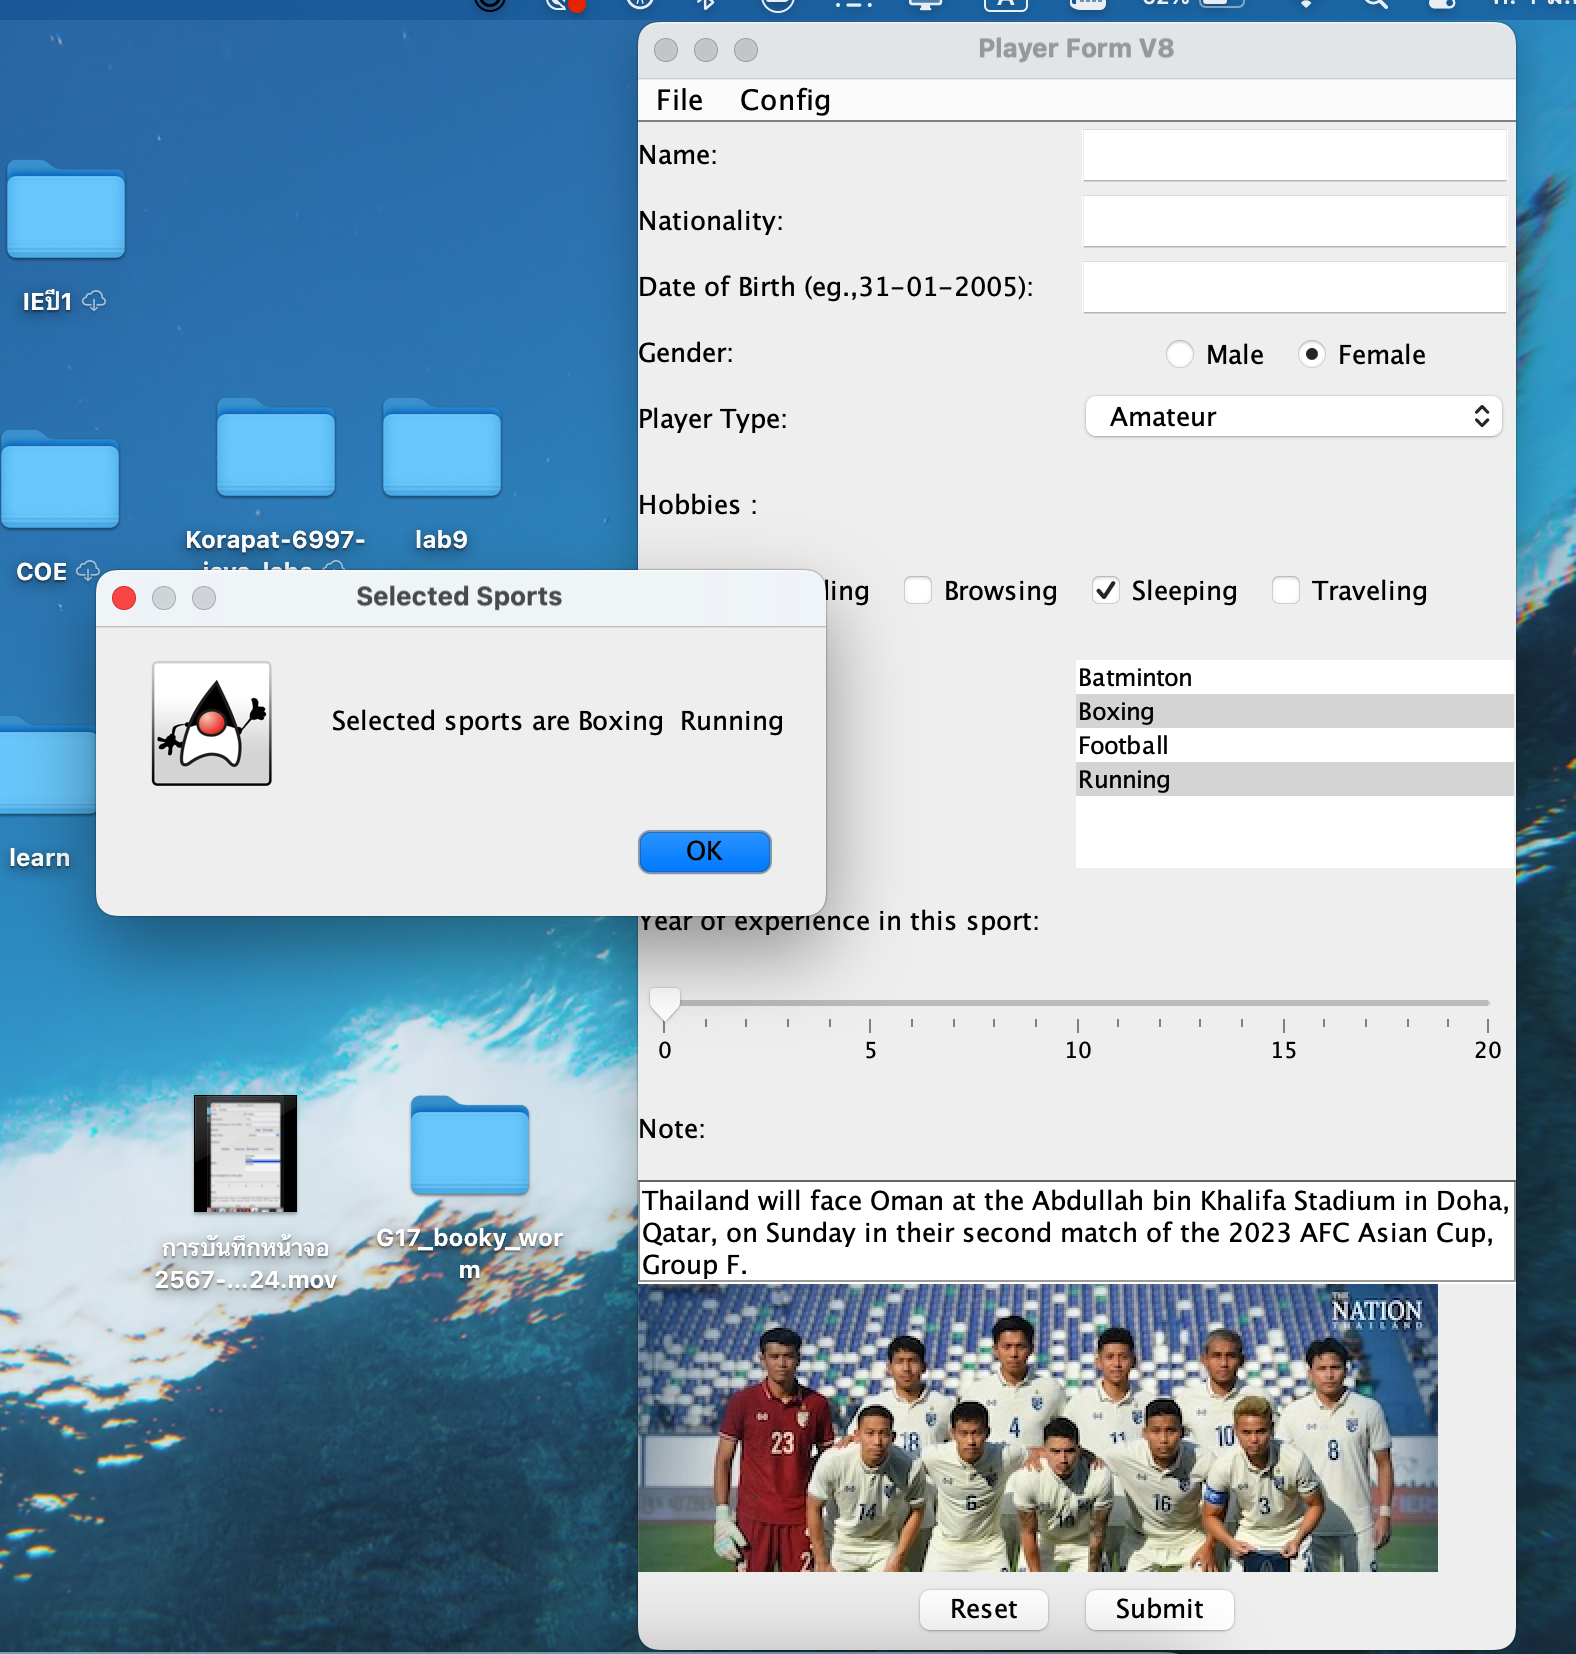 Player Form V8
File Config
Name:
Nationality:
Date of Birth (eg.,31-01-2005):
Gender:
Male
Female
Player Type:
Amateur
Hobbies :
Browsing
Sleeping
Traveling
Batminton
Boxing
Football
Running
Year of experience in this sport:
0 5 10 15 20
Note:
Thailand will face Oman at the Abdullah bin Khalifa Stadium in Doha,
Qatar, on Sunday in their second match of the 2023 AFC Asian Cup,
Group F.
THE
NATION
THAILAND
23
18
4
11
10
8
14
6
16
3
Reset
Submit
Selected Sports
Selected sports are Boxing Running
OK
IEปี1
COE
Korapat-6997-
lab9
learn
การบันทึกหน้าจอ
2567-...24.mov
G17_booky_wor
m